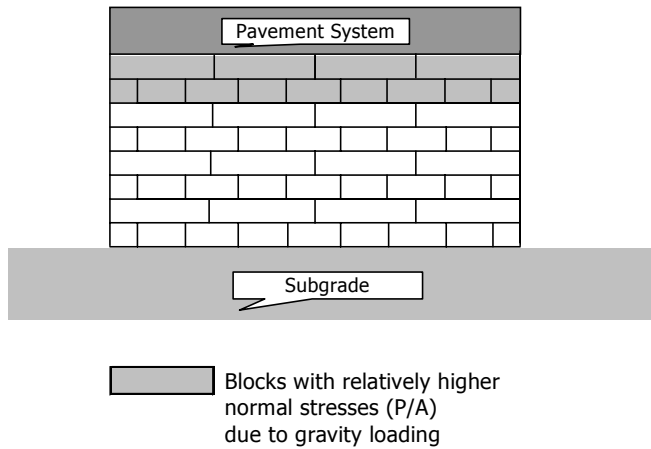 Pavement System
Subgrade
Blocks with relatively higher
normal stresses (P/A)
due to gravity loading